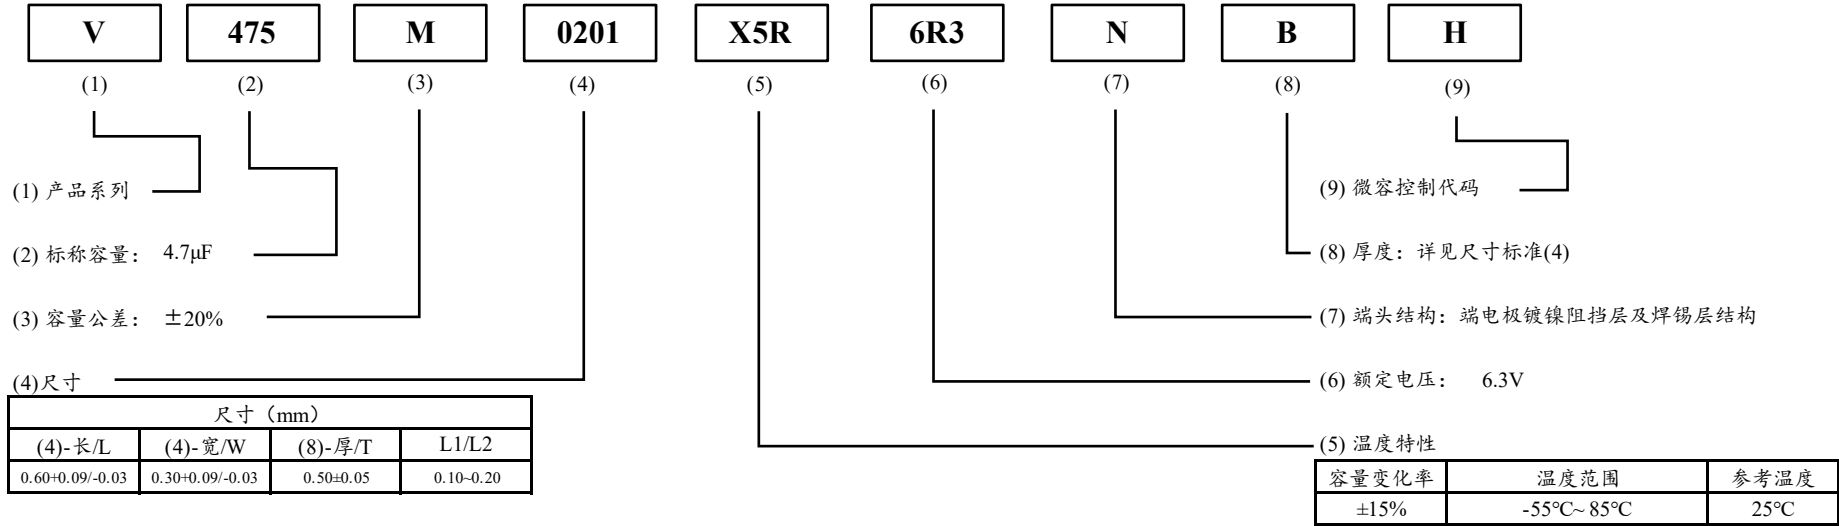 V 475 M 0201 X5R 6R3 N B H
(1) (2) (3) (4) (5) (6) (7) (8) (9)
(1) 产品系列
(2) 标称容量： 4.7μF
(3) 容量公差： ±20%
(4)尺寸
尺寸（mm）
(4)-长/L (4)-宽/W (8)-厚/T L1/L2
0.60+0.09/-0.03 0.30+0.09/-0.03 0.50±0.05 0.10~0.20
(9) 微容控制代码
(8) 厚度：详见尺寸标准(4)
(7) 端头结构：端电极镀镍阻挡层及焊锡层结构
(6) 额定电压： 6.3V
(5) 温度特性
容量变化率 温度范围 参考温度
±15% -55°C~ 85°C 25°C